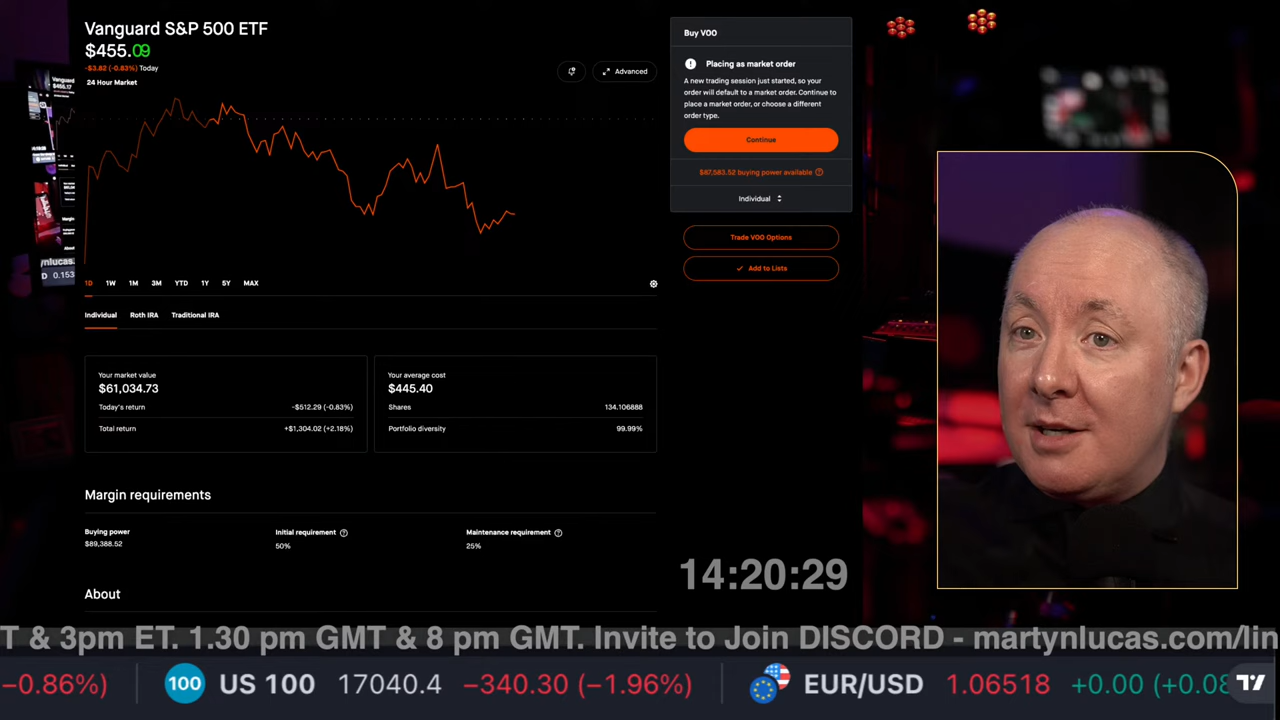 Vanguard S&P 500 ETF
$455.09
-$3.82 (-0.83%) Today
24 Hour Market
Advanced
1D 1W 1M 3M YTD 1Y 5Y MAX
Individual Roth IRA Traditional IRA
Your market value
$61,034.73
Today's return -$512.29 (-0.83%)
Total return +$1,304.02 (+2.18%)
Your average cost
$445.40
Shares 134.106888
Portfolio diversity 99.99%
Margin requirements
Buying power
$89,388.52
Initial requirement
50%
Maintenance requirement
25%
About
Buy VOO
Placing as market order
A new trading session just started, so your
order will default to a market order. Continue to
place a market order, or choose a different
order type.
Continue
$47,583.52 buying power available
Individual
Trade VOO Options
Add to Lists
14:20:29
T & 3pm ET. 1.30 pm GMT & 8 pm GMT. Invite to Join DISCORD - martynlucas.com/lin
−0.86%) 100 US 100 17040.4 −340.30 (−1.96%) EUR/USD 1.06518 +0.00 (+0.08